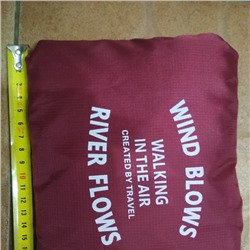 WIND BLOWS
WALKING
IN THE AIR
CREATED BY TRAVEL
RIVER FLOWS